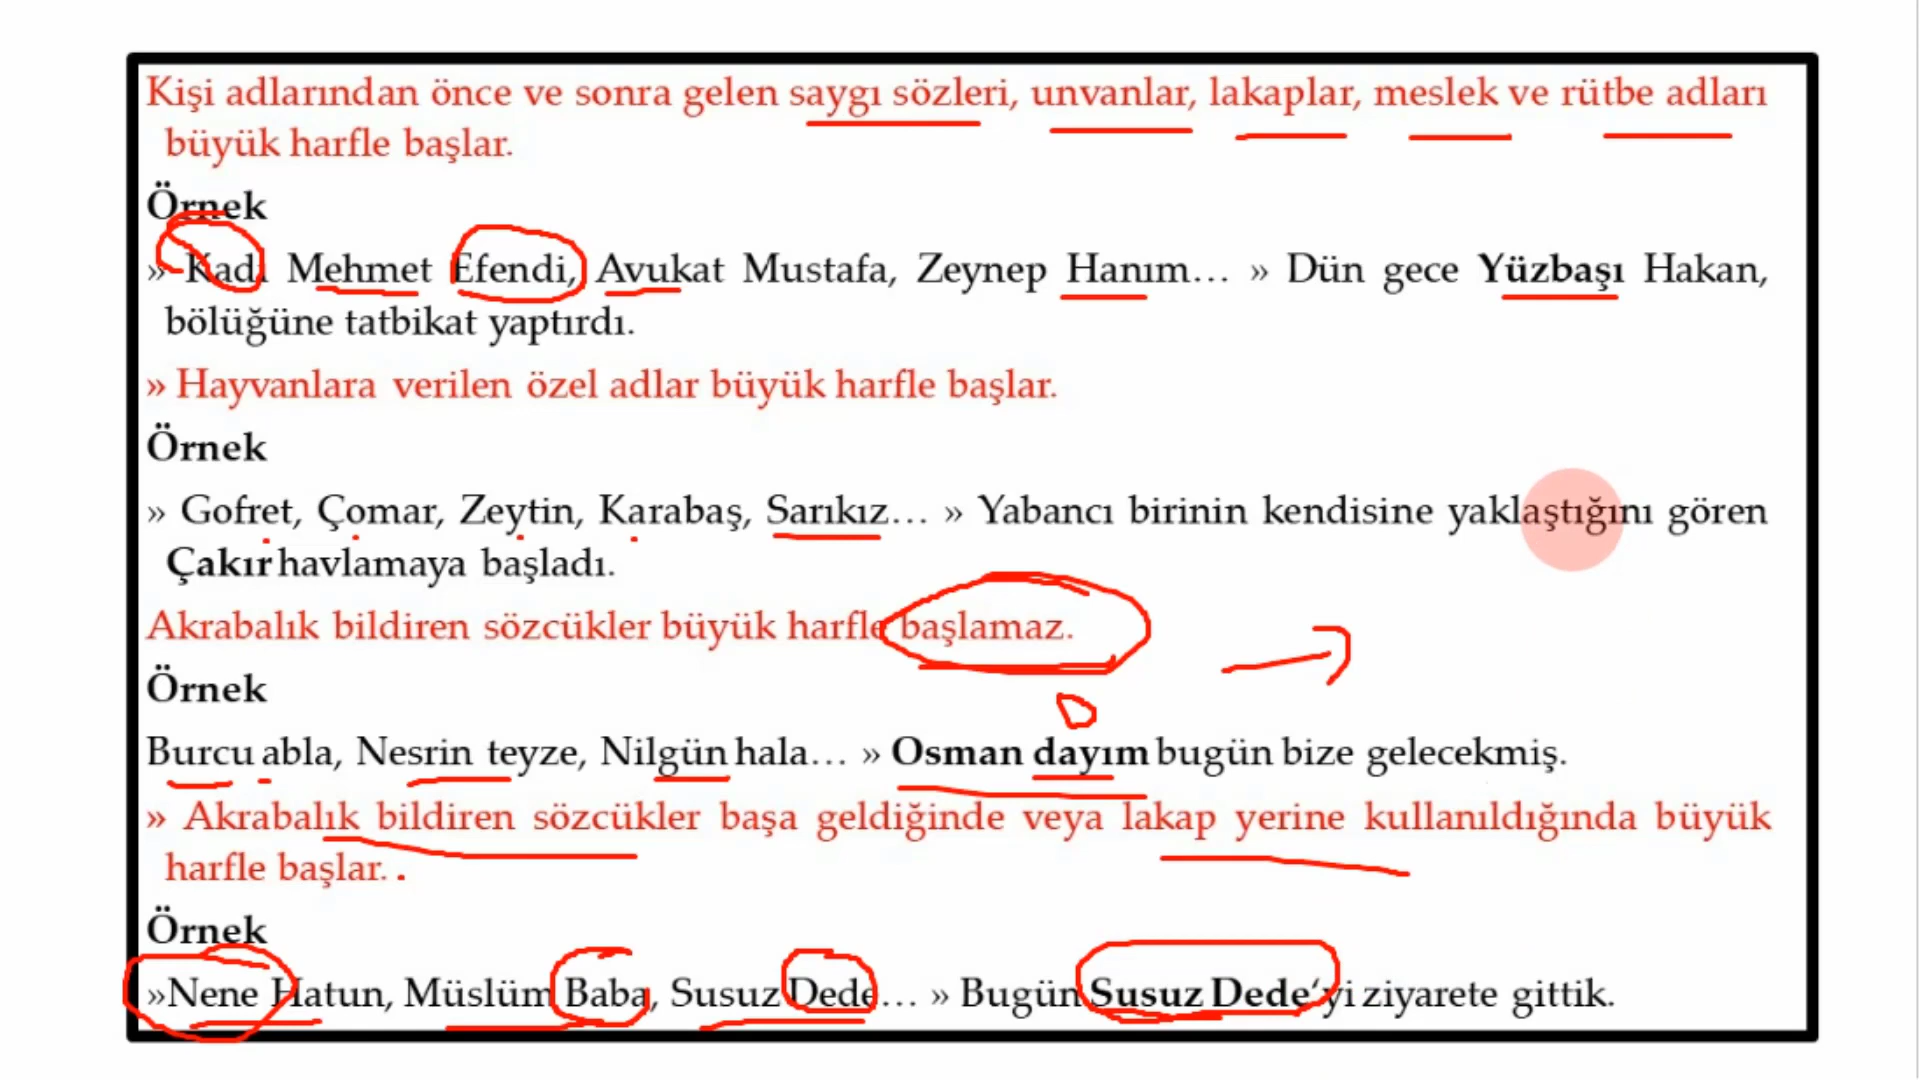 Kişi adlarından önce ve sonra gelen saygı sözleri, unvanlar, lakaplar, meslek ve rütbe adları
büyük harfle başlar.
Örnek
» Kadı Mehmet Efendi, Avukat Mustafa, Zeynep Hanım... » Dün gece Yüzbaşı Hakan,
bölüğüne tatbikat yaptırdı.
» Hayvanlara verilen özel adlar büyük harfle başlar.
Örnek
» Gofret, Çomar, Zeytin, Karabaş, Sarıkız... » Yabancı birinin kendisine yaklaştığını gören
Çakır havlamaya başladı.
Akrabalık bildiren sözcükler büyük harfle başlamaz.
Örnek
Burcu abla, Nesrin teyze, Nilgün hala... » Osman dayım bugün bize gelecekmiş.
» Akrabalık bildiren sözcükler başa geldiğinde veya lakap yerine kullanıldığında büyük
harfle başlar.
Örnek
»Nene Hatun, Müslüm Baba, Susuz Dede... » Bugün Susuz Dede‘yi ziyarete gittik.